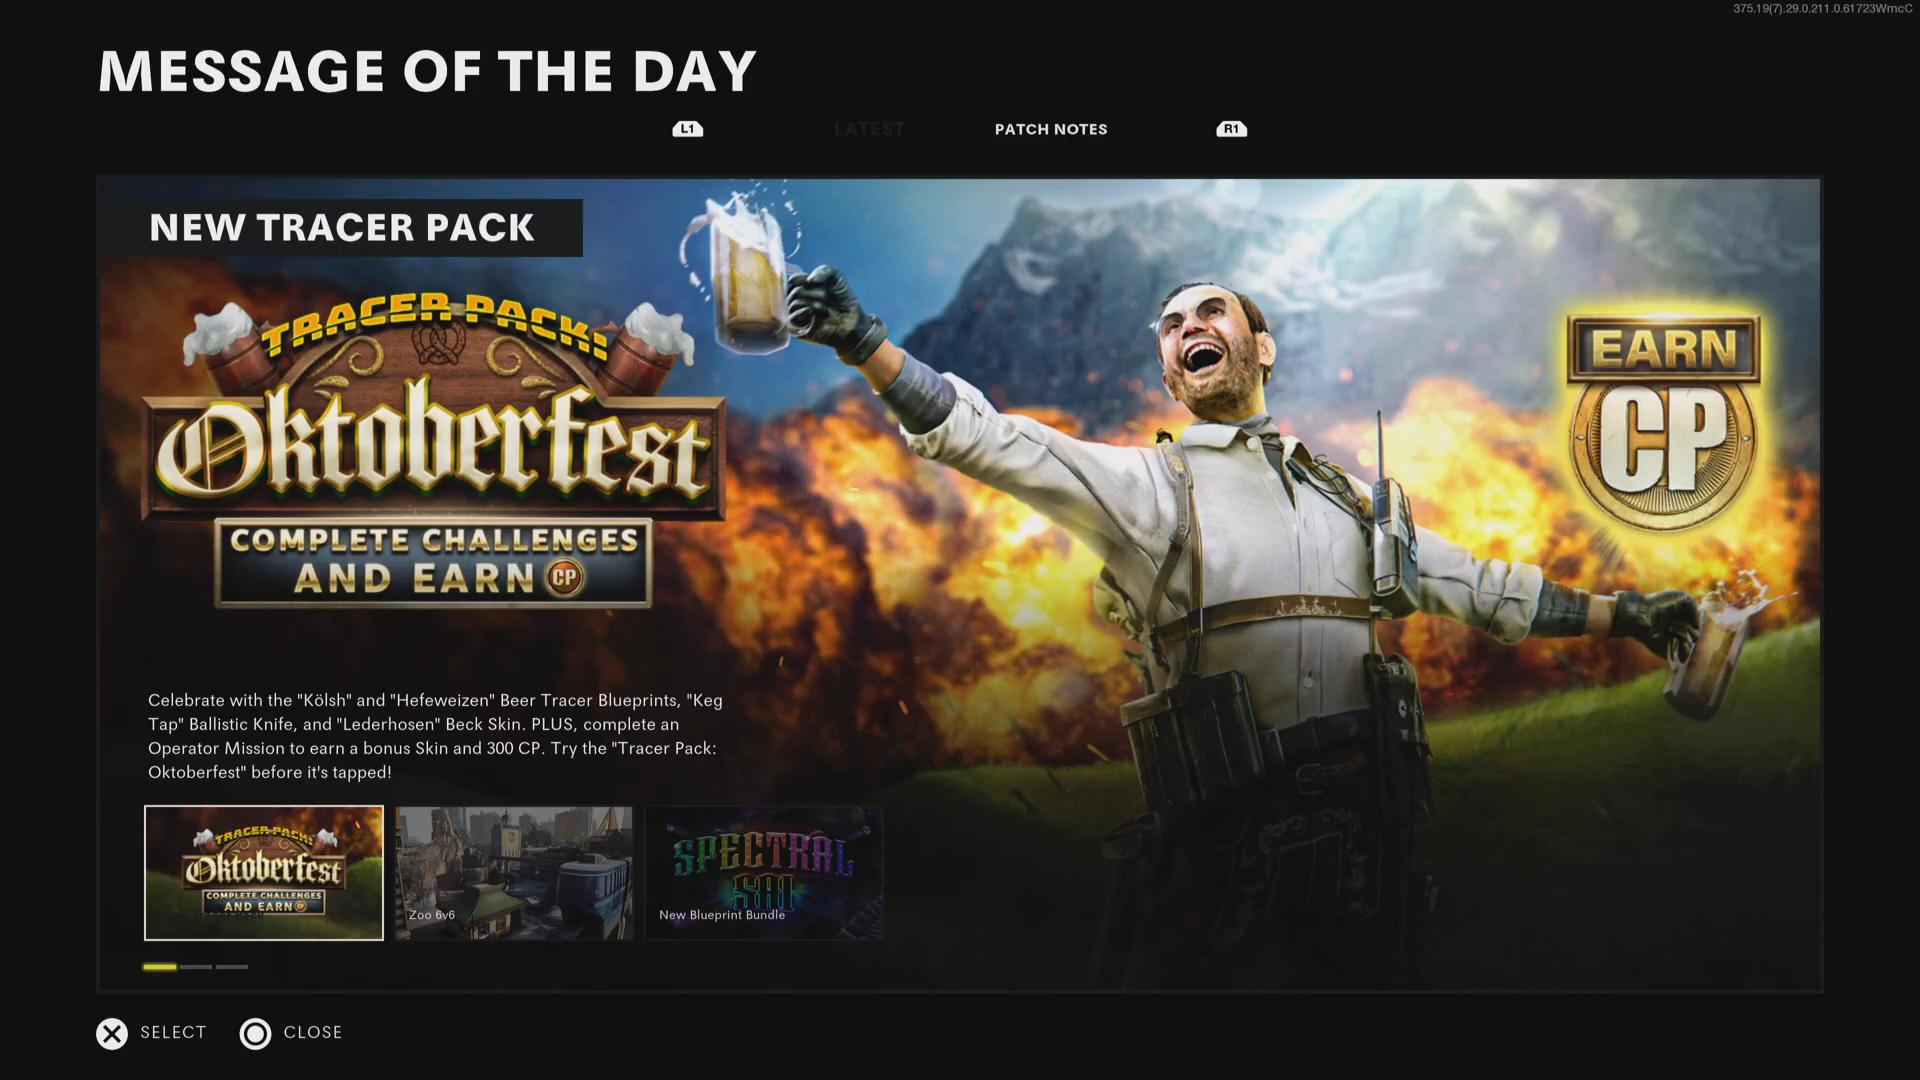 375.19(7).29.0.211.0.61723WmcC
MESSAGE OF THE DAY
L1
LATEST
PATCH NOTES
R1
NEW TRACER PACK
TRACER PACK:
Oktoberfest
COMPLETE CHALLENGES
AND EARN CP
EARN
CP
Celebrate with the "Kölsh" and "Hefeweizen" Beer Tracer Blueprints, "Keg
Tap" Ballistic Knife, and "Lederhosen" Beck Skin. PLUS, complete an
Operator Mission to earn a bonus Skin and 300 CP. Try the "Tracer Pack:
Oktoberfest" before it's tapped!
TRACER PACK:
Oktoberfest
COMPLETE CHALLENGES
AND EARN CP
Zoo 6v6
SPECTRAL
SAI
New Blueprint Bundle
SELECT
CLOSE